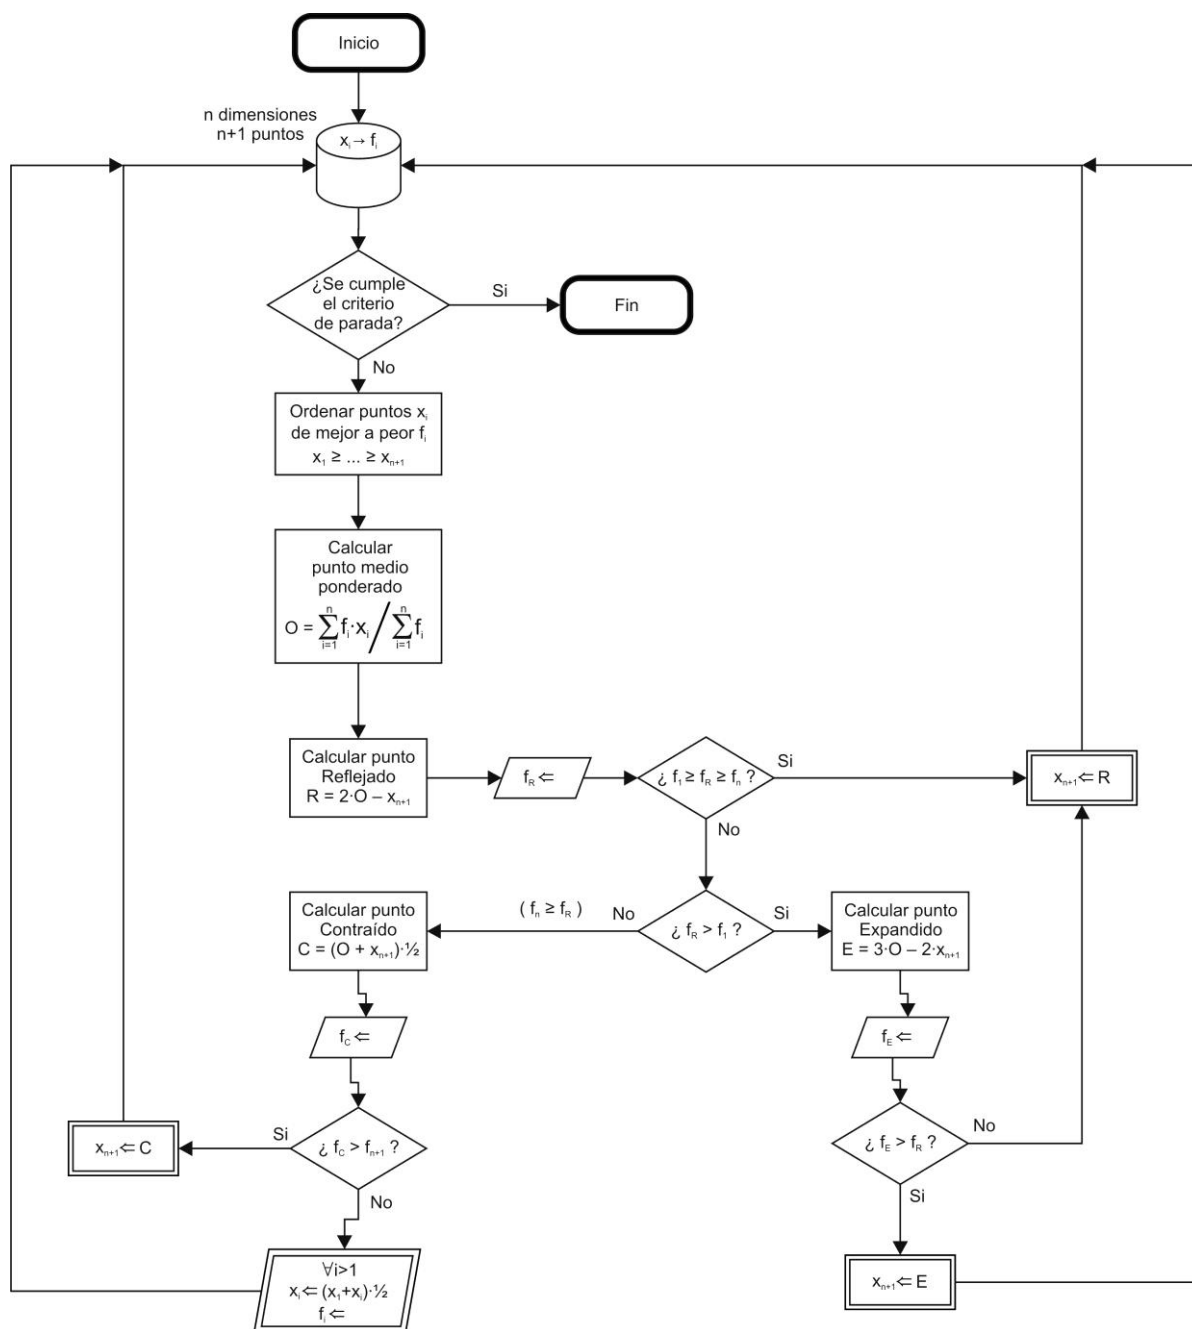 Inicio
n dimensiones
n+1 puntos
xᵢ → fᵢ
¿Se cumple
el criterio
de parada?
Si
Fin
No
Ordenar puntos xᵢ
de mejor a peor fᵢ
x₁ ≥ ... ≥ xₙ₊₁
Calcular
punto medio
ponderado
O = ∑ⁿᵢ₌₁ fᵢ·xᵢ / ∑ⁿᵢ₌₁ fᵢ
Calcular punto
Reflejado
R = 2·O – xₙ₊₁
f_R ⇐
¿ f₁ ≥ f_R ≥ fₙ ?
Si
xₙ₊₁ ⇐ R
No
Calcular punto
Contraído
C = (O + xₙ₊₁)·½
( fₙ ≥ f_R )
No
¿ f_R > f₁ ?
Si
Calcular punto
Expandido
E = 3·O – 2·xₙ₊₁
f_C ⇐
f_E ⇐
xₙ₊₁ ⇐ C
Si
¿ f_C > fₙ₊₁ ?
No
¿ f_E > f_R ?
No
Si
∀i>1
xᵢ ⇐ (x₁+xᵢ)·½
fᵢ ⇐
xₙ₊₁ ⇐ E